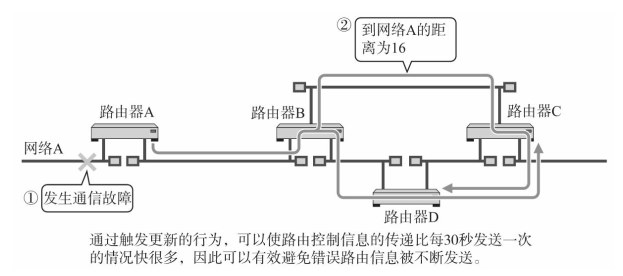 ② 到网络A的距
离为16
路由器A
路由器B
路由器C
网络A
① 发生通信故障
路由器D
通过触发更新的行为，可以使路由控制信息的传递比每30秒发送一次
的情况快很多，因此可以有效避免错误路由信息被不断发送。